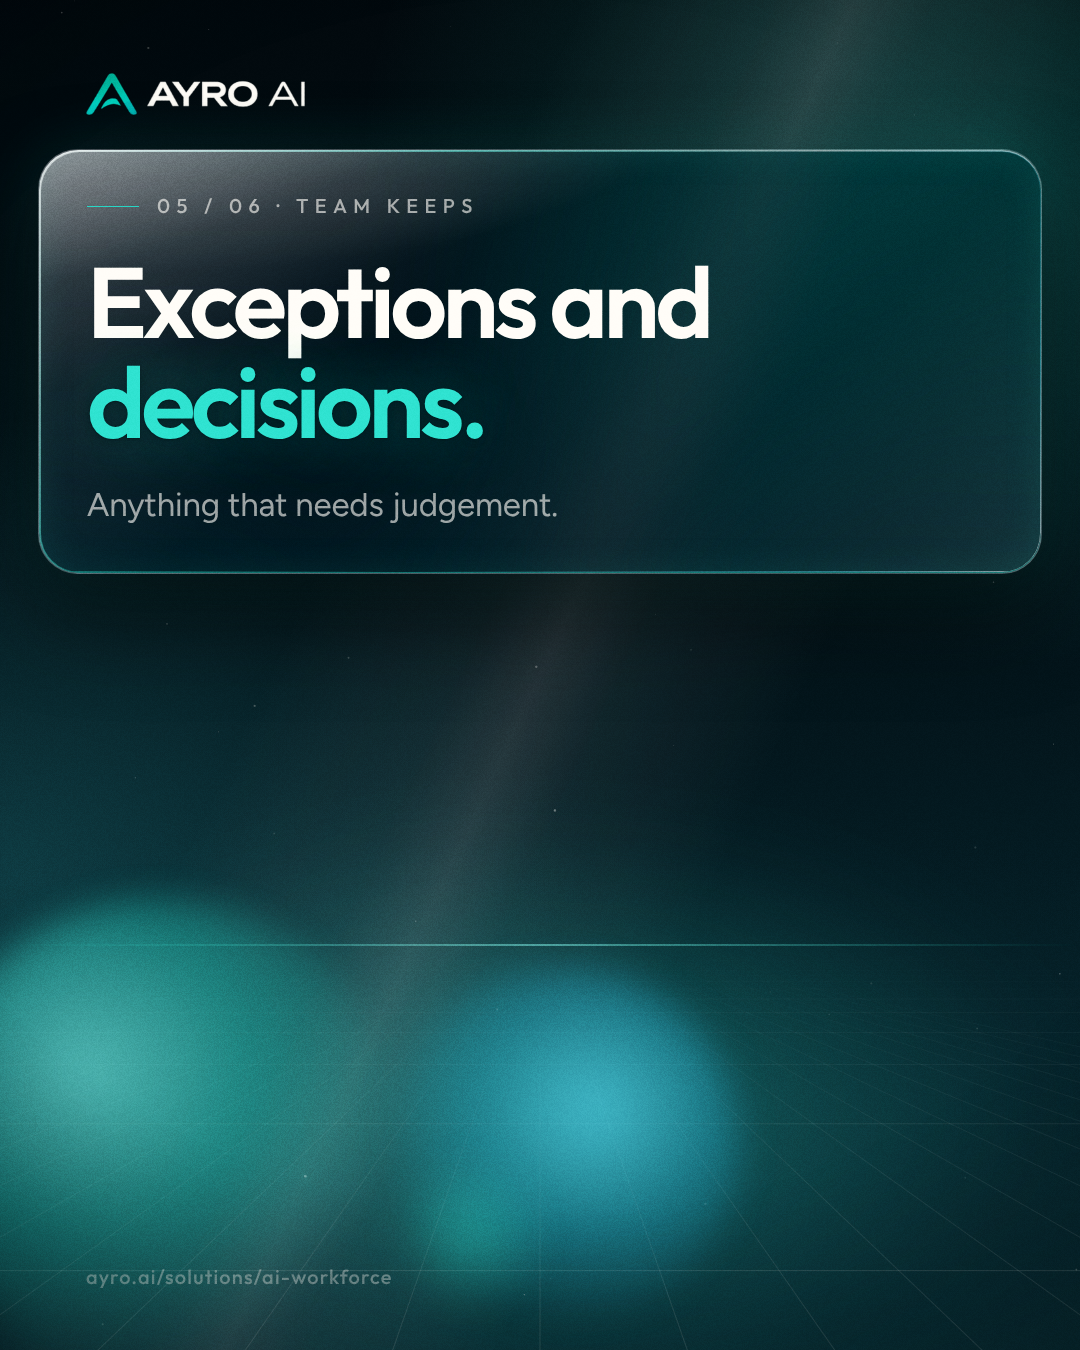 AYRO AI
05 / 06 · TEAM KEEPS
Exceptions and
decisions.
Anything that needs judgement.
ayro.ai/solutions/ai-workforce